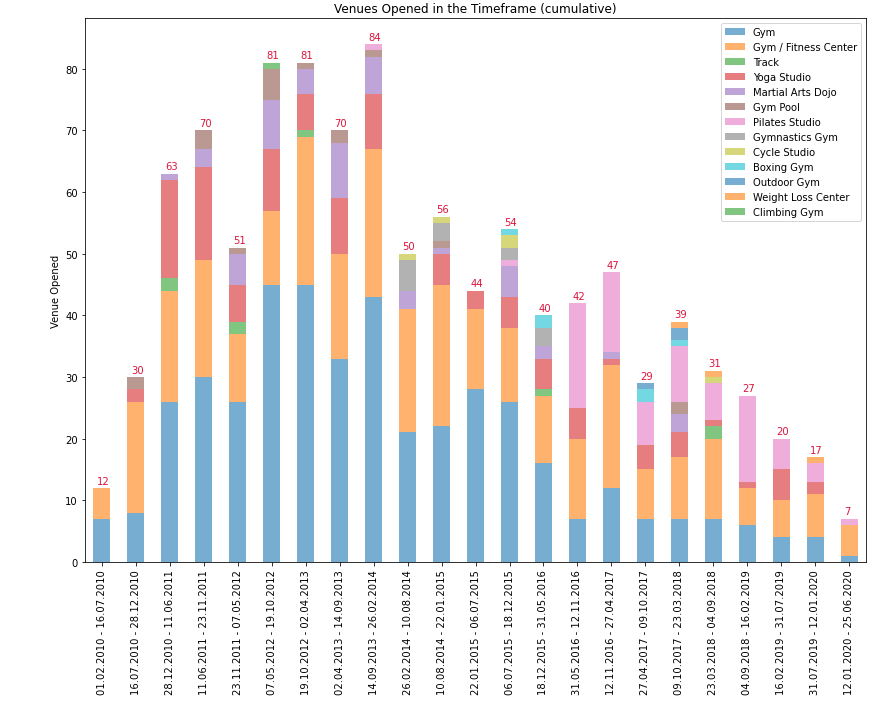 Venues Opened in the Timeframe (cumulative)
Gym
Gym / Fitness Center
Track
Yoga Studio
Martial Arts Dojo
Gym Pool
Pilates Studio
Gymnastics Gym
Cycle Studio
Boxing Gym
Outdoor Gym
Weight Loss Center
Climbing Gym
Venue Opened
80
70
60
50
40
30
20
10
0
12
30
63
70
51
81
81
70
84
50
56
44
54
40
42
47
29
39
31
27
20
17
7
01.02.2010 - 16.07.2010
16.07.2010 - 28.12.2010
28.12.2010 - 11.06.2011
11.06.2011 - 23.11.2011
23.11.2011 - 07.05.2012
07.05.2012 - 19.10.2012
19.10.2012 - 02.04.2013
02.04.2013 - 14.09.2013
14.09.2013 - 26.02.2014
26.02.2014 - 10.08.2014
10.08.2014 - 22.01.2015
22.01.2015 - 06.07.2015
06.07.2015 - 18.12.2015
18.12.2015 - 31.05.2016
31.05.2016 - 12.11.2016
12.11.2016 - 27.04.2017
27.04.2017 - 09.10.2017
09.10.2017 - 23.03.2018
23.03.2018 - 04.09.2018
04.09.2018 - 16.02.2019
16.02.2019 - 31.07.2019
31.07.2019 - 12.01.2020
12.01.2020 - 25.06.2020